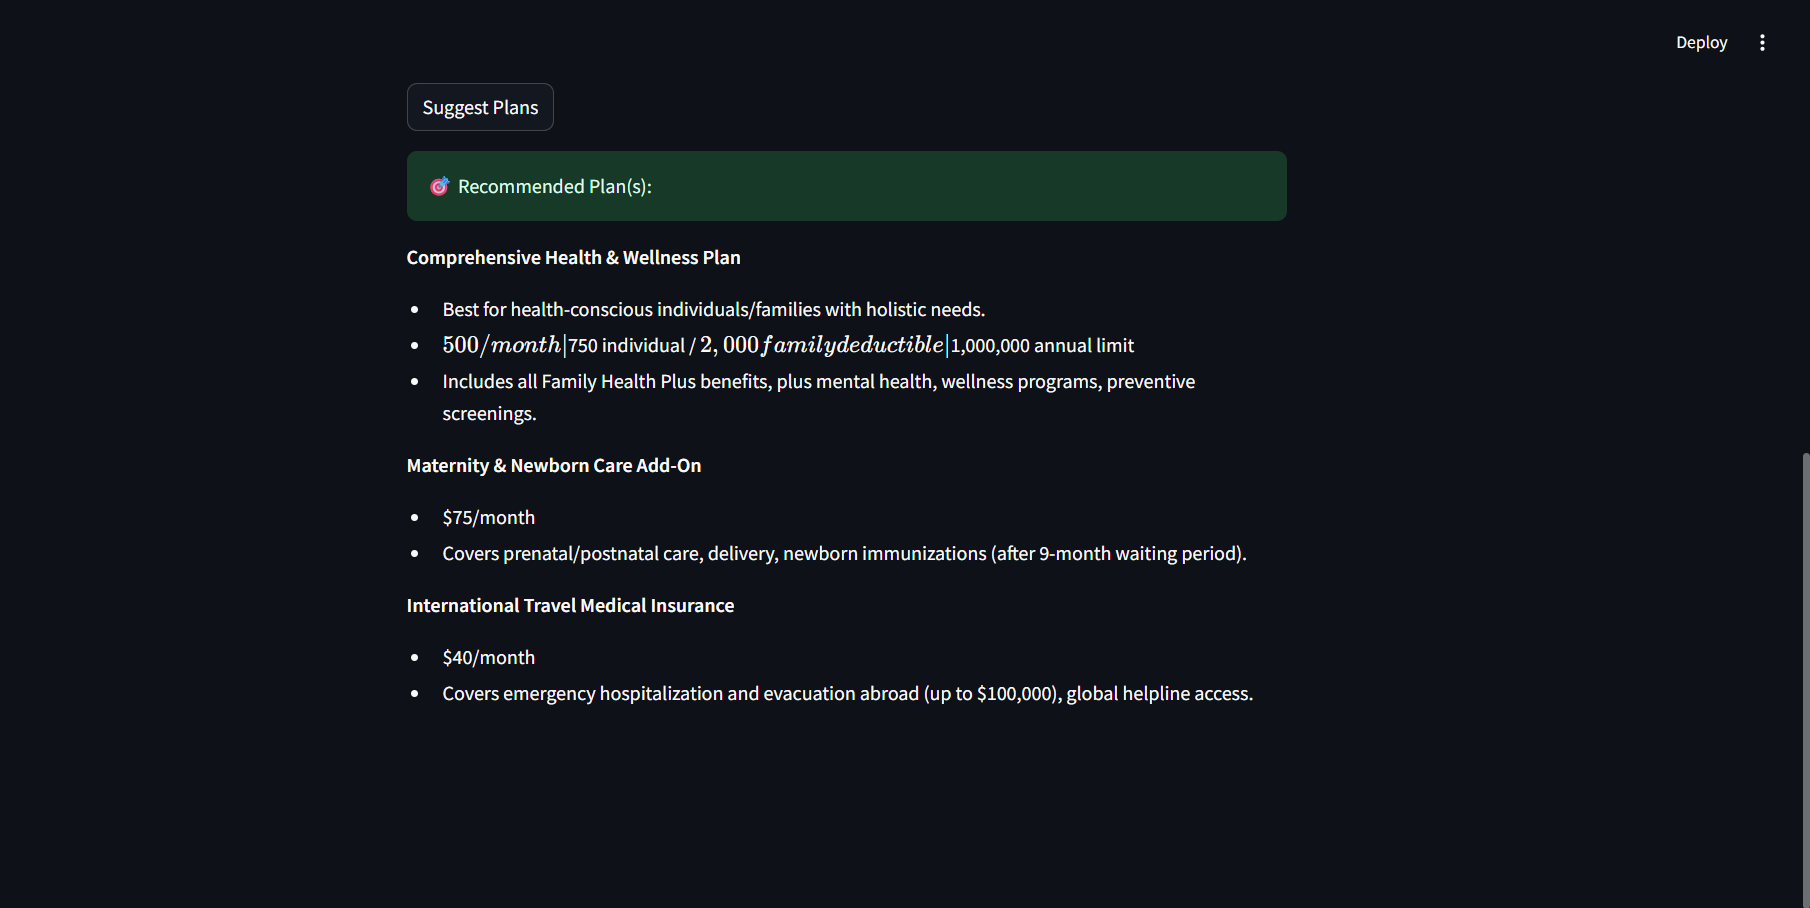 Deploy
Suggest Plans
🎯 Recommended Plan(s):
Comprehensive Health & Wellness Plan
• Best for health-conscious individuals/families with holistic needs.
• 500/month|750 individual / 2,000familydeductible|1,000,000 annual limit
• Includes all Family Health Plus benefits, plus mental health, wellness programs, preventive
screenings.
Maternity & Newborn Care Add-On
• $75/month
• Covers prenatal/postnatal care, delivery, newborn immunizations (after 9-month waiting period).
International Travel Medical Insurance
• $40/month
• Covers emergency hospitalization and evacuation abroad (up to $100,000), global helpline access.